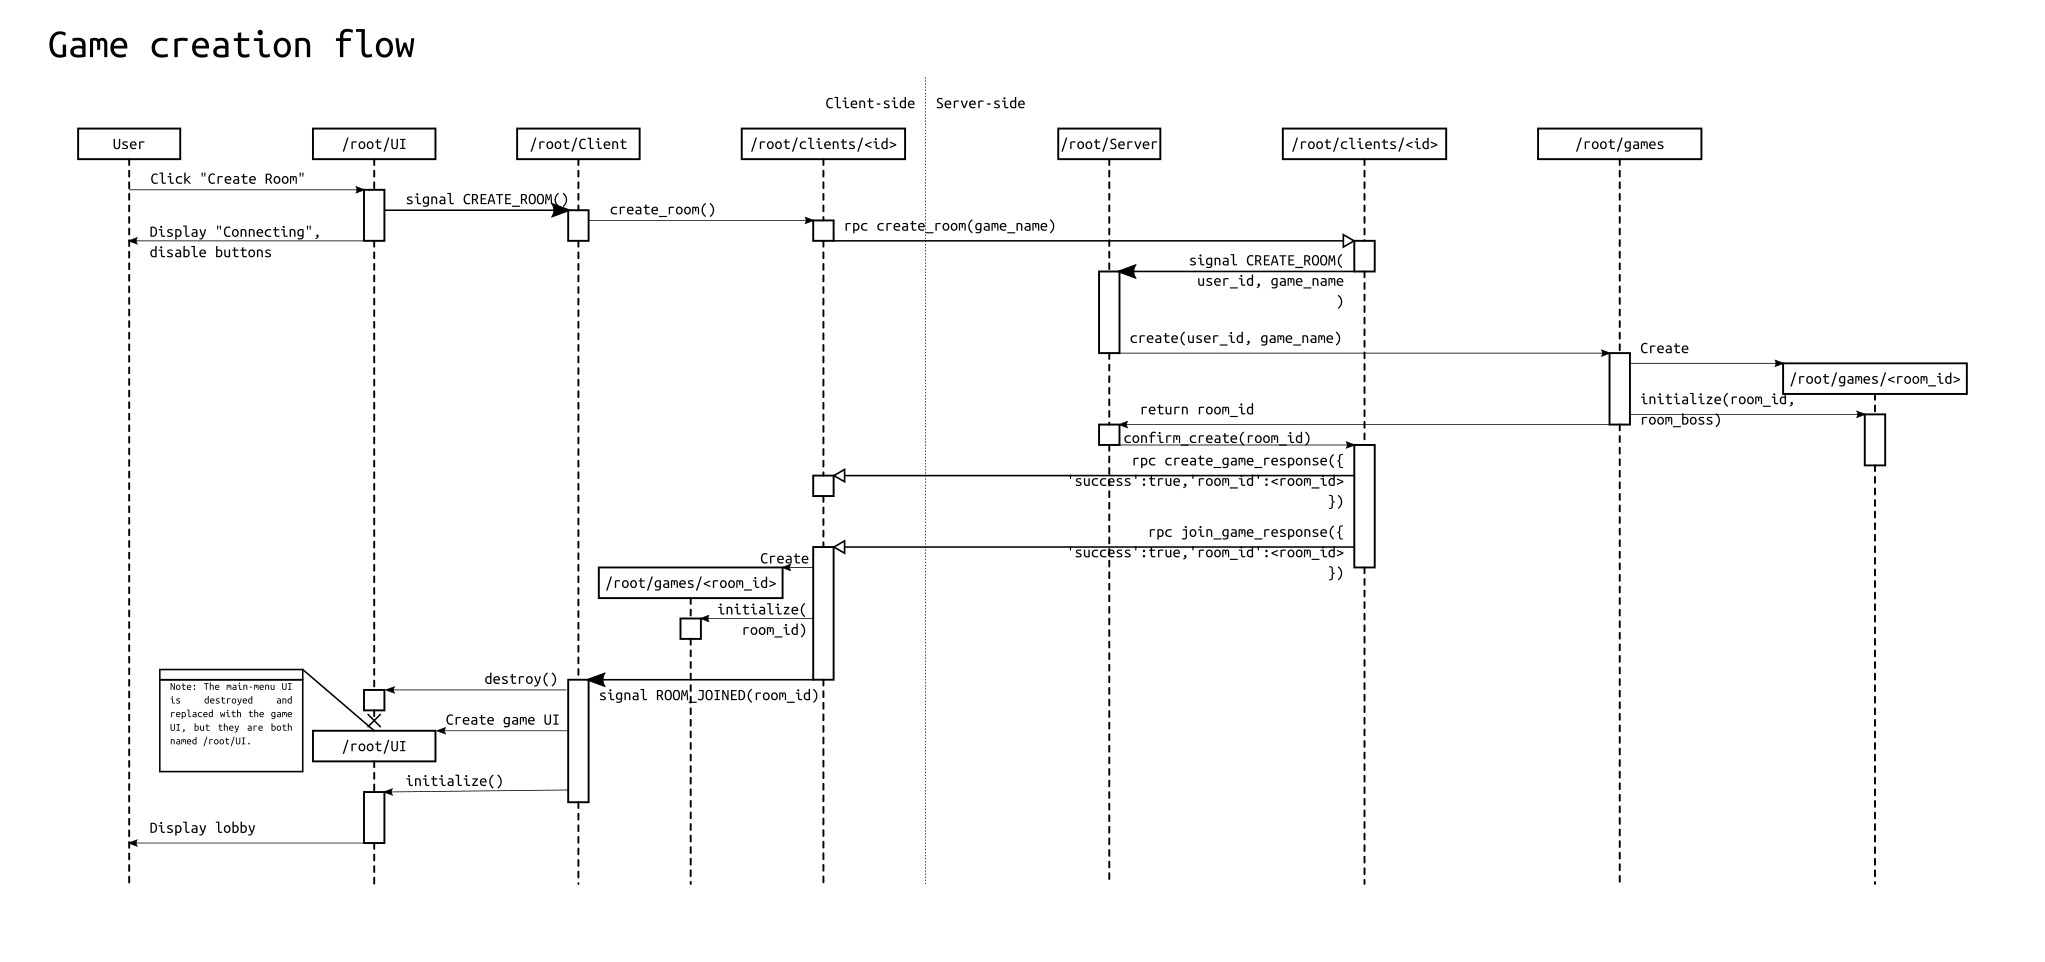 Game creation flow
Client-side
Server-side
User
/root/UI
/root/Client
/root/clients/<id>
/root/Server
/root/clients/<id>
/root/games
Click "Create Room"
signal CREATE_ROOM()
create_room()
rpc create_room(game_name)
Display "Connecting",
disable buttons
signal CREATE_ROOM(
user_id, game_name
)
create(user_id, game_name)
Create
/root/games/<room_id>
initialize(room_id,
room_boss)
return room_id
confirm_create(room_id)
rpc create_game_response({
'success':true,'room_id':<room_id>
})
rpc join_game_response({
'success':true,'room_id':<room_id>
})
Create
/root/games/<room_id>
initialize(
room_id)
destroy()
signal ROOM_JOINED(room_id)
Note: The main-menu UI
is destroyed and
replaced with the game
UI, but they are both
named /root/UI.
Create game UI
/root/UI
initialize()
Display lobby